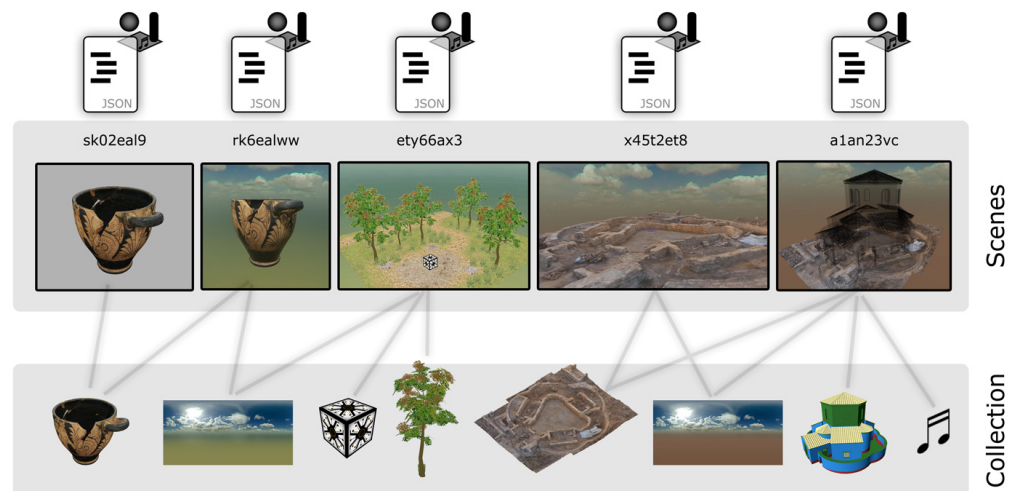 JSON
JSON
JSON
JSON
JSON
sk02eal9
rk6ealww
ety66ax3
x45t2et8
a1an23vc
Scenes
Collection